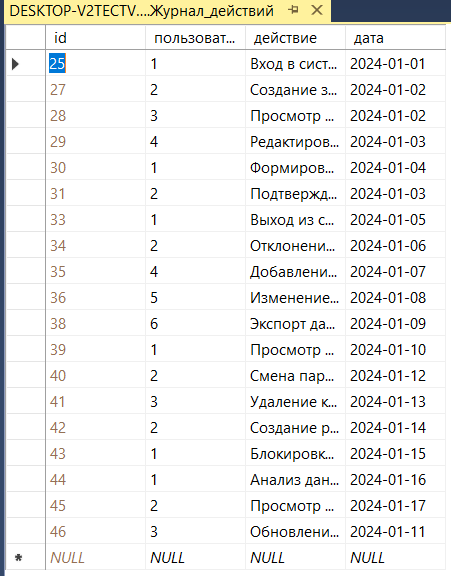 DESKTOP-V2TECTV....Журнал_действий
id пользоват... действие дата
25 1 Вход в сист... 2024-01-01
27 2 Создание з... 2024-01-02
28 3 Просмотр ... 2024-01-02
29 4 Редактиров... 2024-01-03
30 1 Формиров... 2024-01-04
31 2 Подтвержд... 2024-01-03
33 1 Выход из с... 2024-01-05
34 2 Отклонени... 2024-01-06
35 4 Добавлени... 2024-01-07
36 5 Изменение... 2024-01-08
38 6 Экспорт да... 2024-01-09
39 1 Просмотр ... 2024-01-10
40 2 Смена пар... 2024-01-12
41 3 Удаление к... 2024-01-13
42 2 Создание р... 2024-01-14
43 1 Блокировк... 2024-01-15
44 1 Анализ дан... 2024-01-16
45 2 Просмотр ... 2024-01-17
46 3 Обновлени... 2024-01-11
NULL NULL NULL NULL